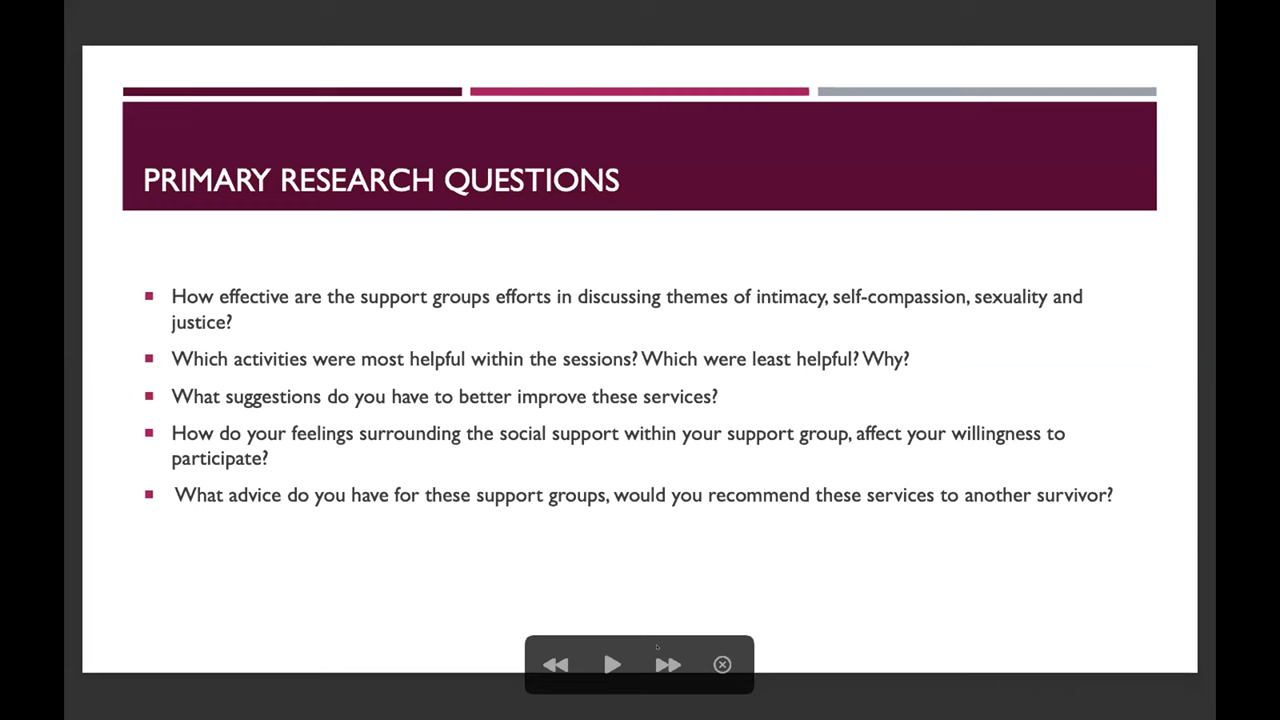 PRIMARY RESEARCH QUESTIONS
How effective are the support groups efforts in discussing themes of intimacy, self-compassion, sexuality and
justice?
Which activities were most helpful within the sessions? Which were least helpful? Why?
What suggestions do you have to better improve these services?
How do your feelings surrounding the social support within your support group, affect your willingness to
participate?
What advice do you have for these support groups, would you recommend these services to another survivor?